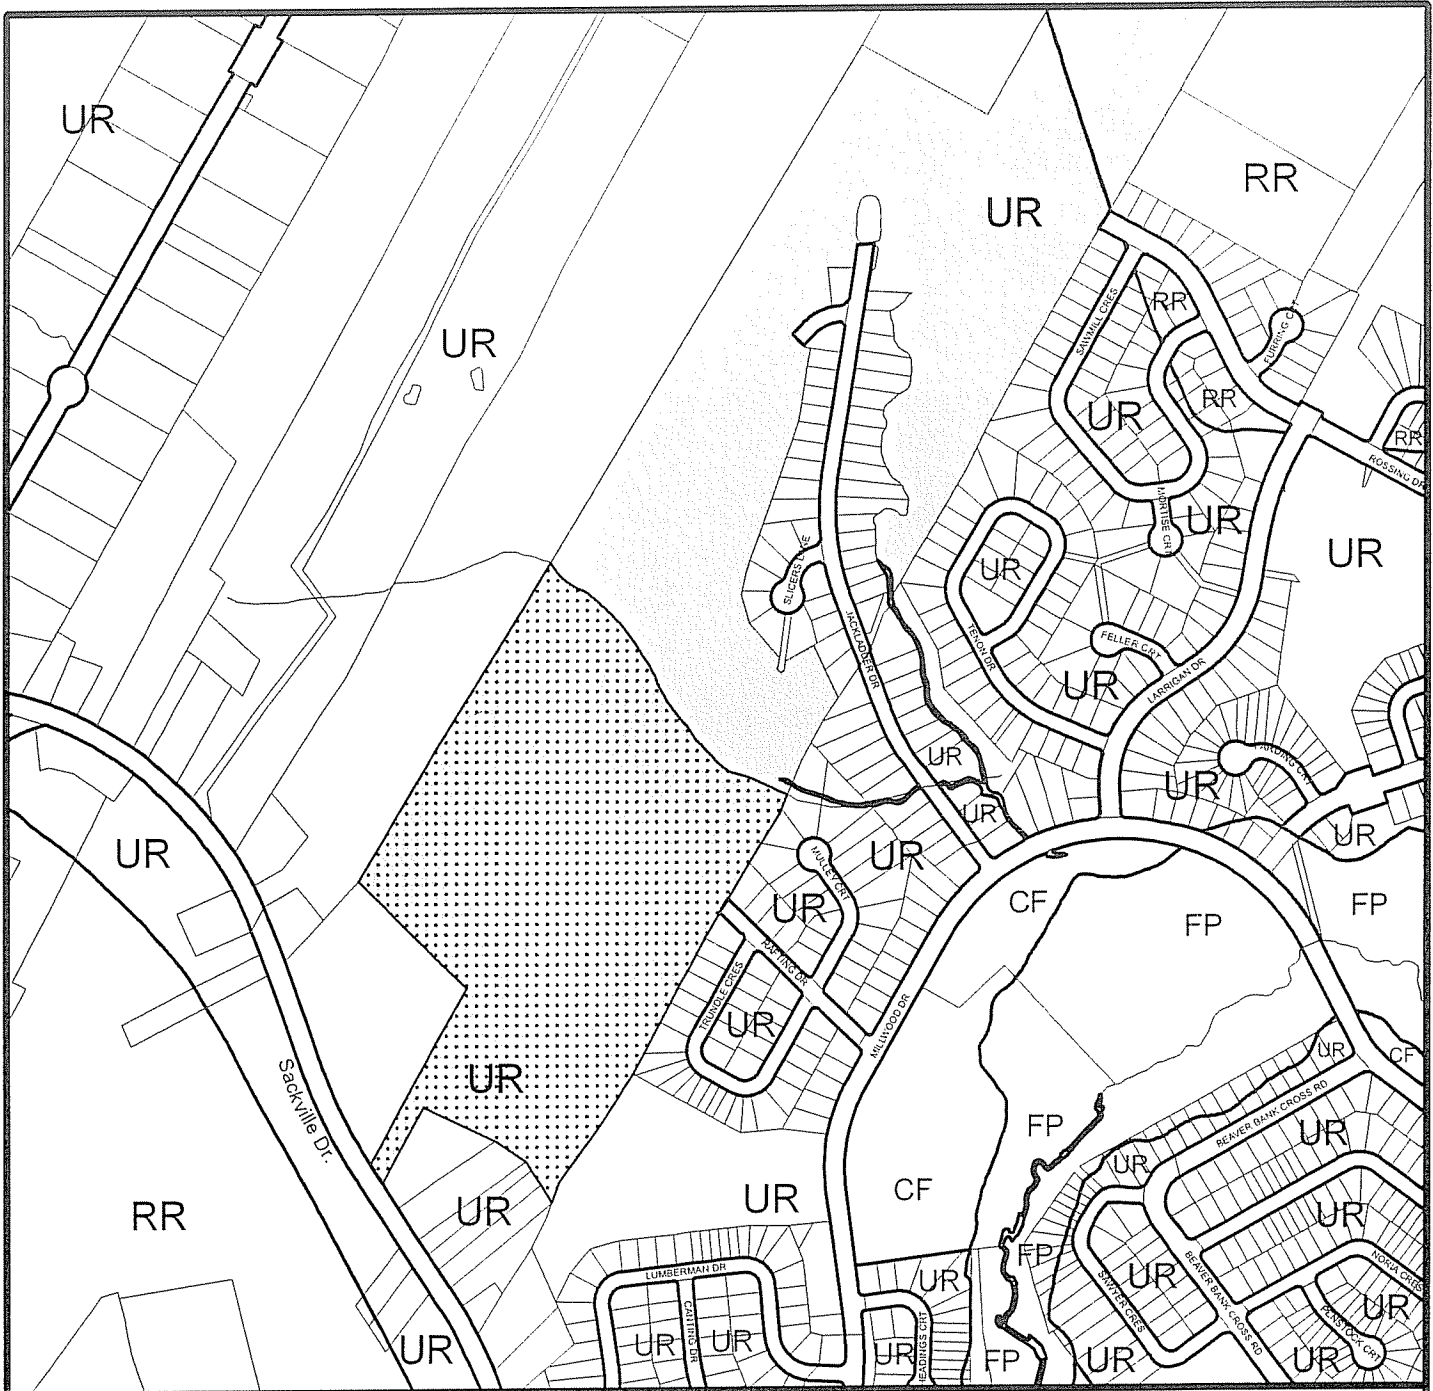 UR
RR
UR
UR
SAWMILL CRES
RR
FURRING CRT
RR
UR
RR
ROSSING DR
MORTISE CRT
UR
UR
UR
SLICERS LANE
TENON DR
FELLER CRT
JACKLADDER DR
UR
LARRIGAN DR
UR
UR
UR
UR
UR
UR
MULLEY CRT
CF
FP
FP
UR
RAFTING DR
TRUNDLE CRES
UR
MILLWOOD DR
UR
CF
Sackville Dr.
UR
BEAVER BANK CROSS RD
FP
UR
UR
RR
UR
UR
CF
UR
FP
NORIA CRES
LUMBERMAN DR
UR
UR
SAWYER CRES
BEAVER BANK CROSS RD
PENSTOCK CRT
UR
CANTING DR
UR
UR
UR
UR
HEADINGS CRT
FP
UR
UR